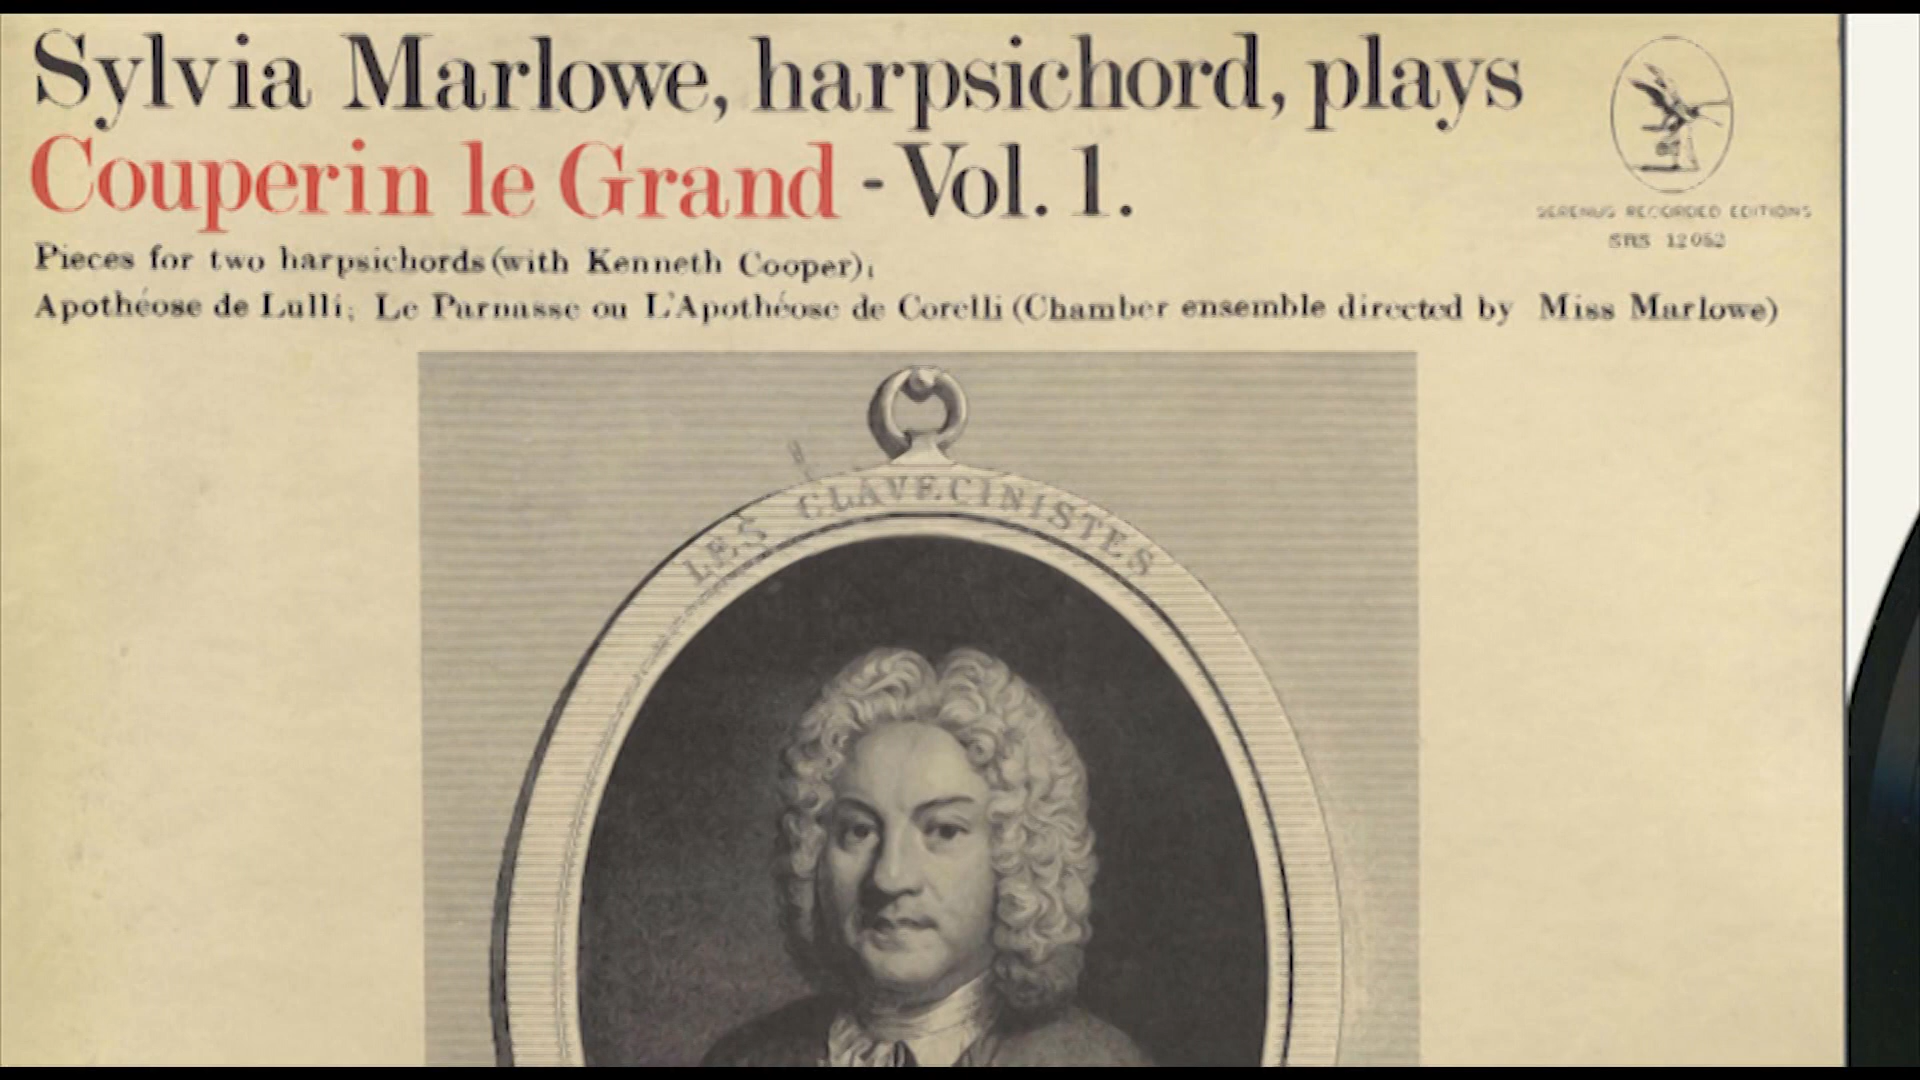 Sylvia Marlowe, harpsichord, plays
Couperin le Grand - Vol. 1.
SERENUS RECORDED EDITIONS
SRS 12052
Pieces for two harpsichords (with Kenneth Cooper);
Apothéose de Lulli; Le Parnasse ou L'Apothéose de Corelli (Chamber ensemble directed by Miss Marlowe)
LES CLAVECINISTES